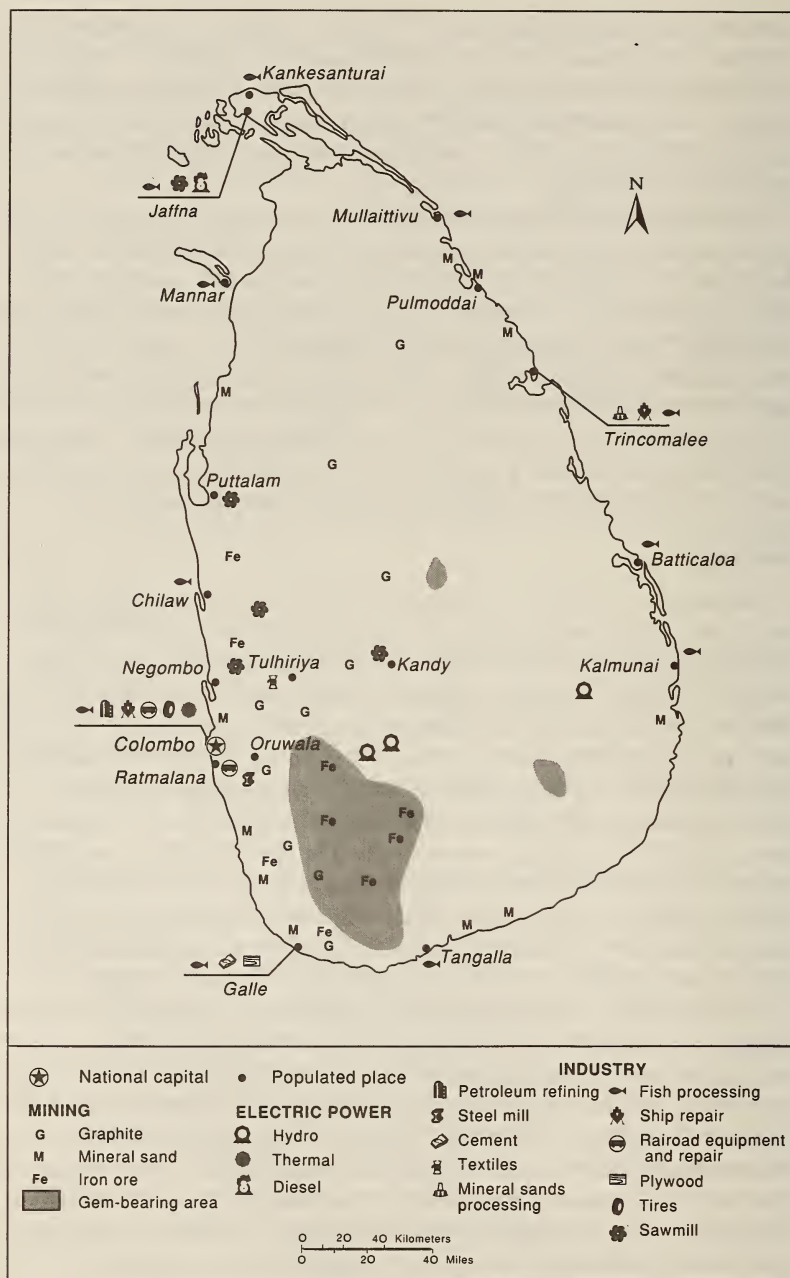 Kankesanturai
N
Jaffna
Mullaittivu
M
M
Mannar
Pulmoddai
M
G
M
Trincomalee
G
Puttalam
Fe
G
Batticaloa
Chilaw
Fe
Tulhiriya
G
Kandy
Kalmunai
Negombo
G
M
G
M
Colombo
Oruwala
Ratmalana
G
Fe
Fe
M
Fe
Fe
G
Fe
M
G
Fe
M
M
M
Fe
G
Tangalla
Galle
National capital
Populated place
MINING
G Graphite
M Mineral sand
Fe Iron ore
Gem-bearing area
ELECTRIC POWER
Hydro
Thermal
Diesel
INDUSTRY
Petroleum refining
Steel mill
Cement
Textiles
Mineral sands
processing
Fish processing
Ship repair
Rairoad equipment
and repair
Plywood
Tires
Sawmill
0 20 40 Kilometers
0 20 40 Miles